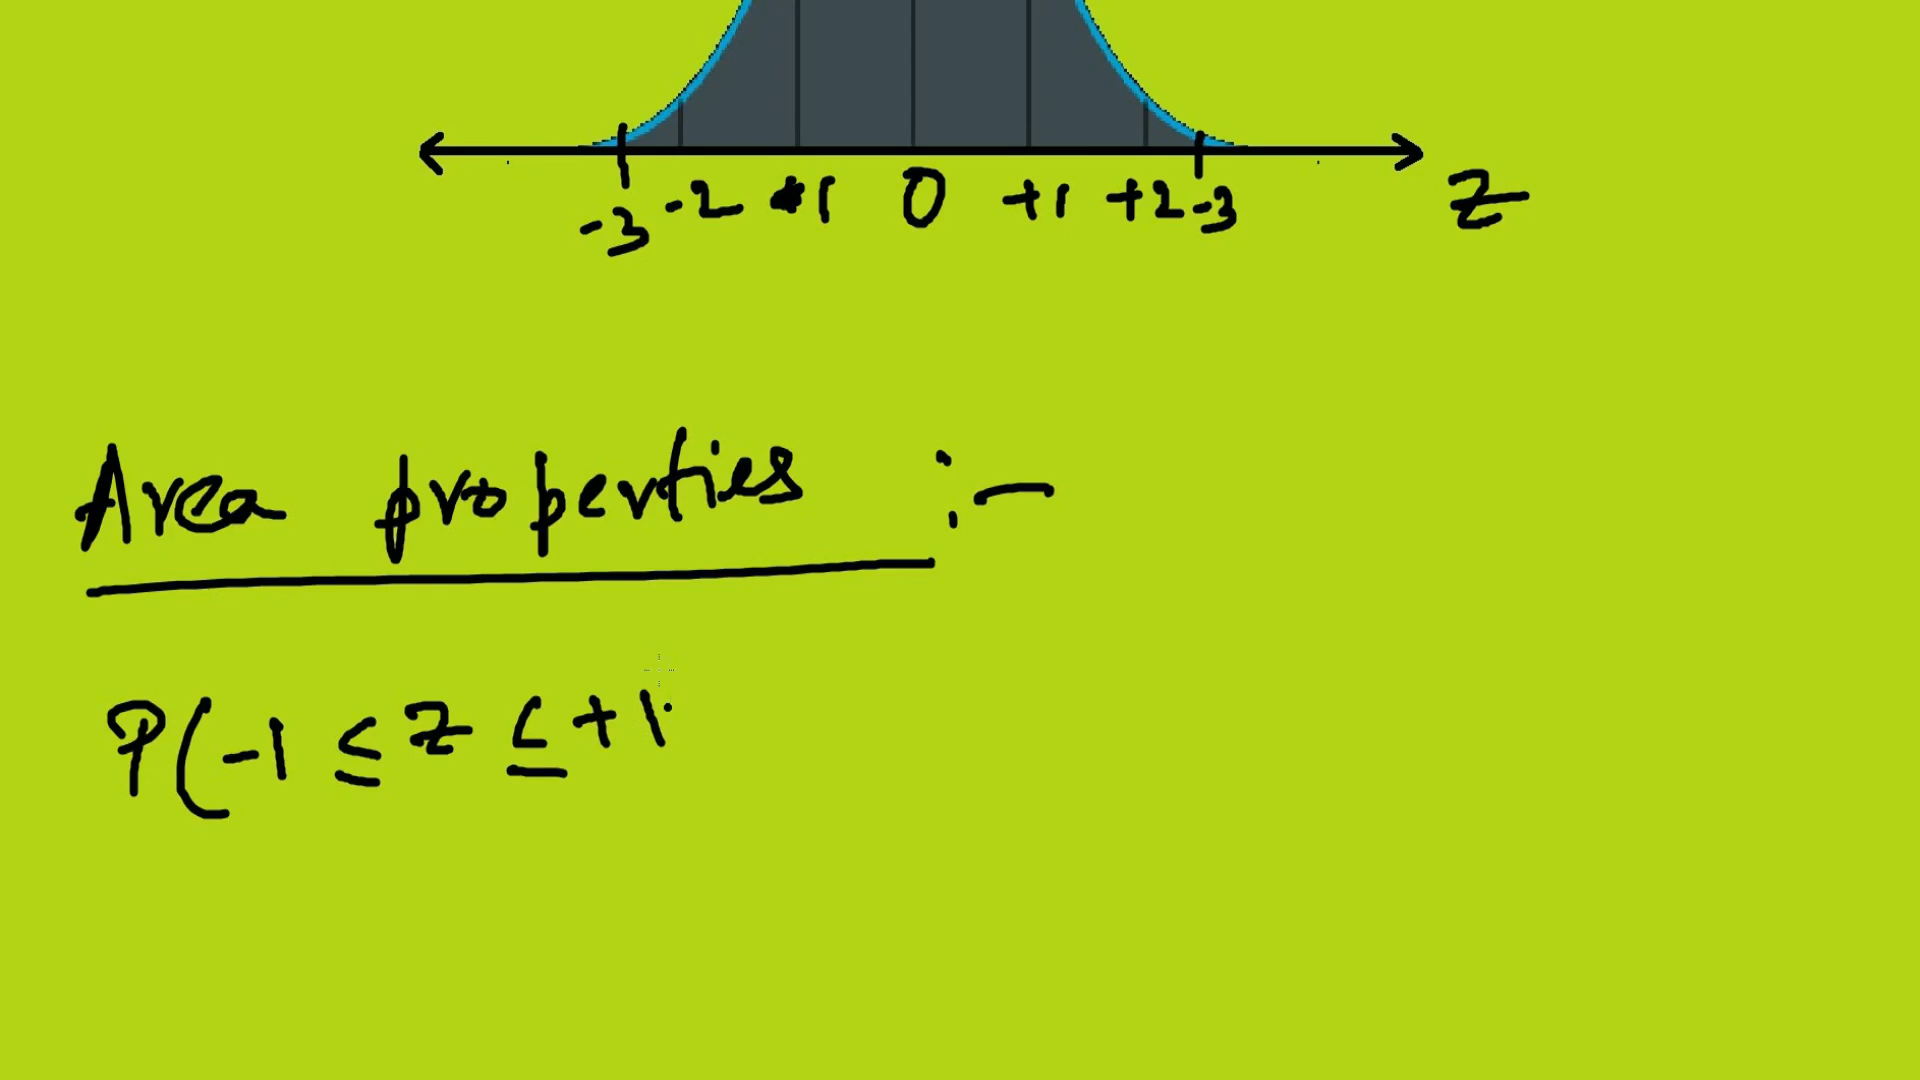 -3 -2 -1 0 +1 +2 -3 Z
Area properties :-
P(-1 ≤ Z ≤ +1